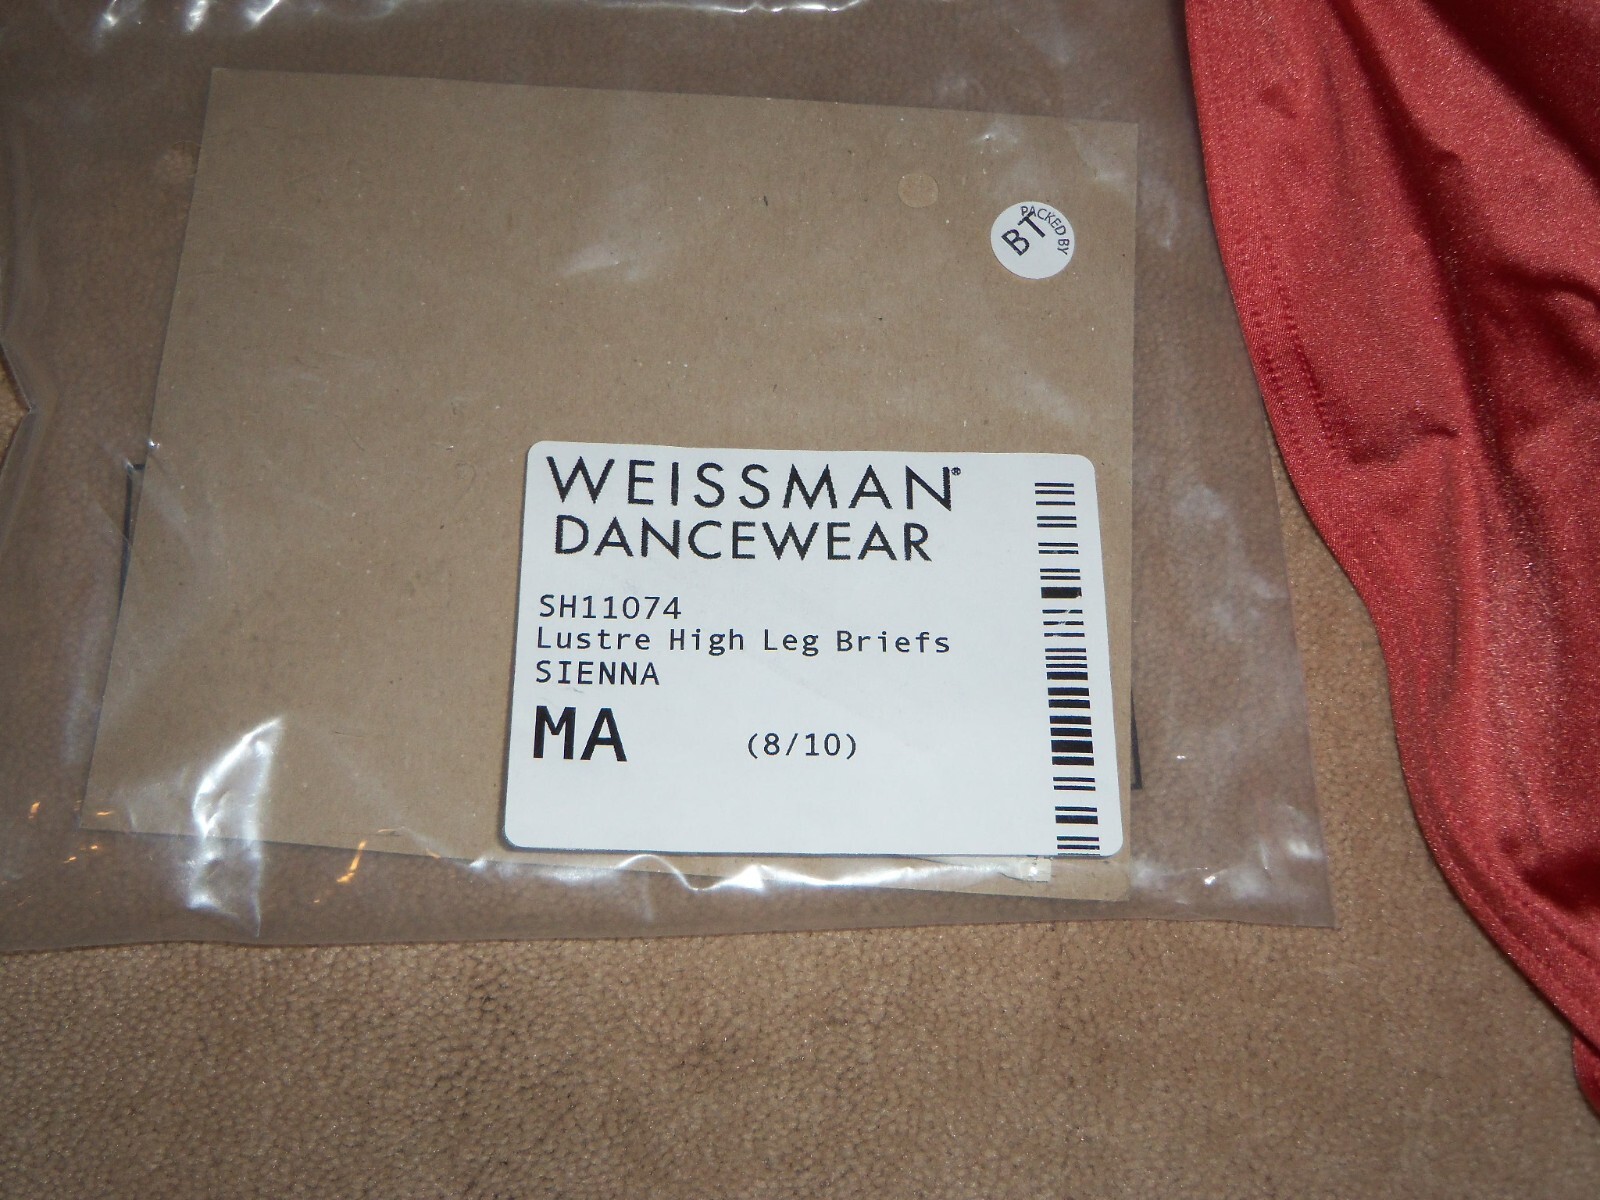 PACKED BY
BT
WEISSMAN®
DANCEWEAR
SH11074
Lustre High Leg Briefs
SIENNA
MA (8/10)